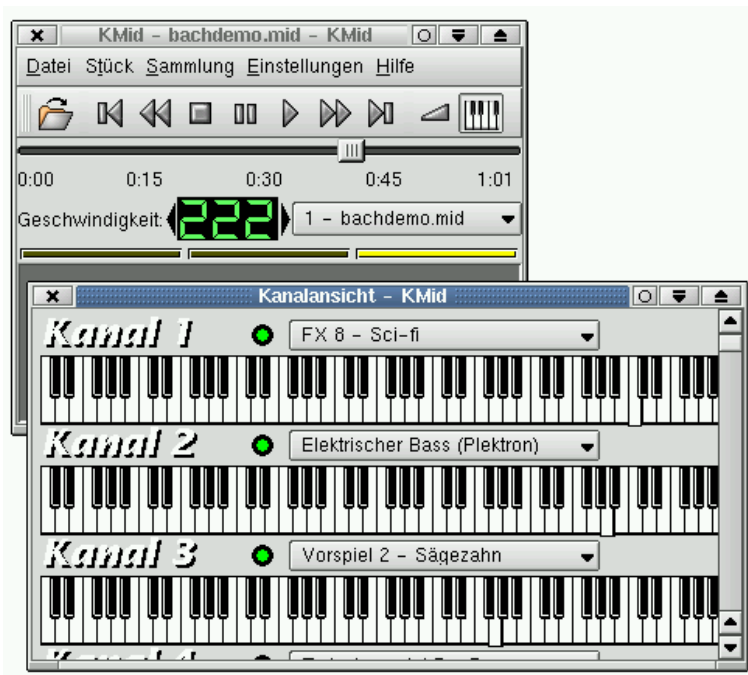 KMid - bachdemo.mid - KMid
Datei Stück Sammlung Einstellungen Hilfe
0:00 0:15 0:30 0:45 1:01
Geschwindigkeit: 222 1 - bachdemo.mid
Kanalansicht - KMid
Kanal 1 FX 8 - Sci-fi
Kanal 2 Elektrischer Bass (Plektron)
Kanal 3 Vorspiel 2 - Sägezahn
Kanal 4